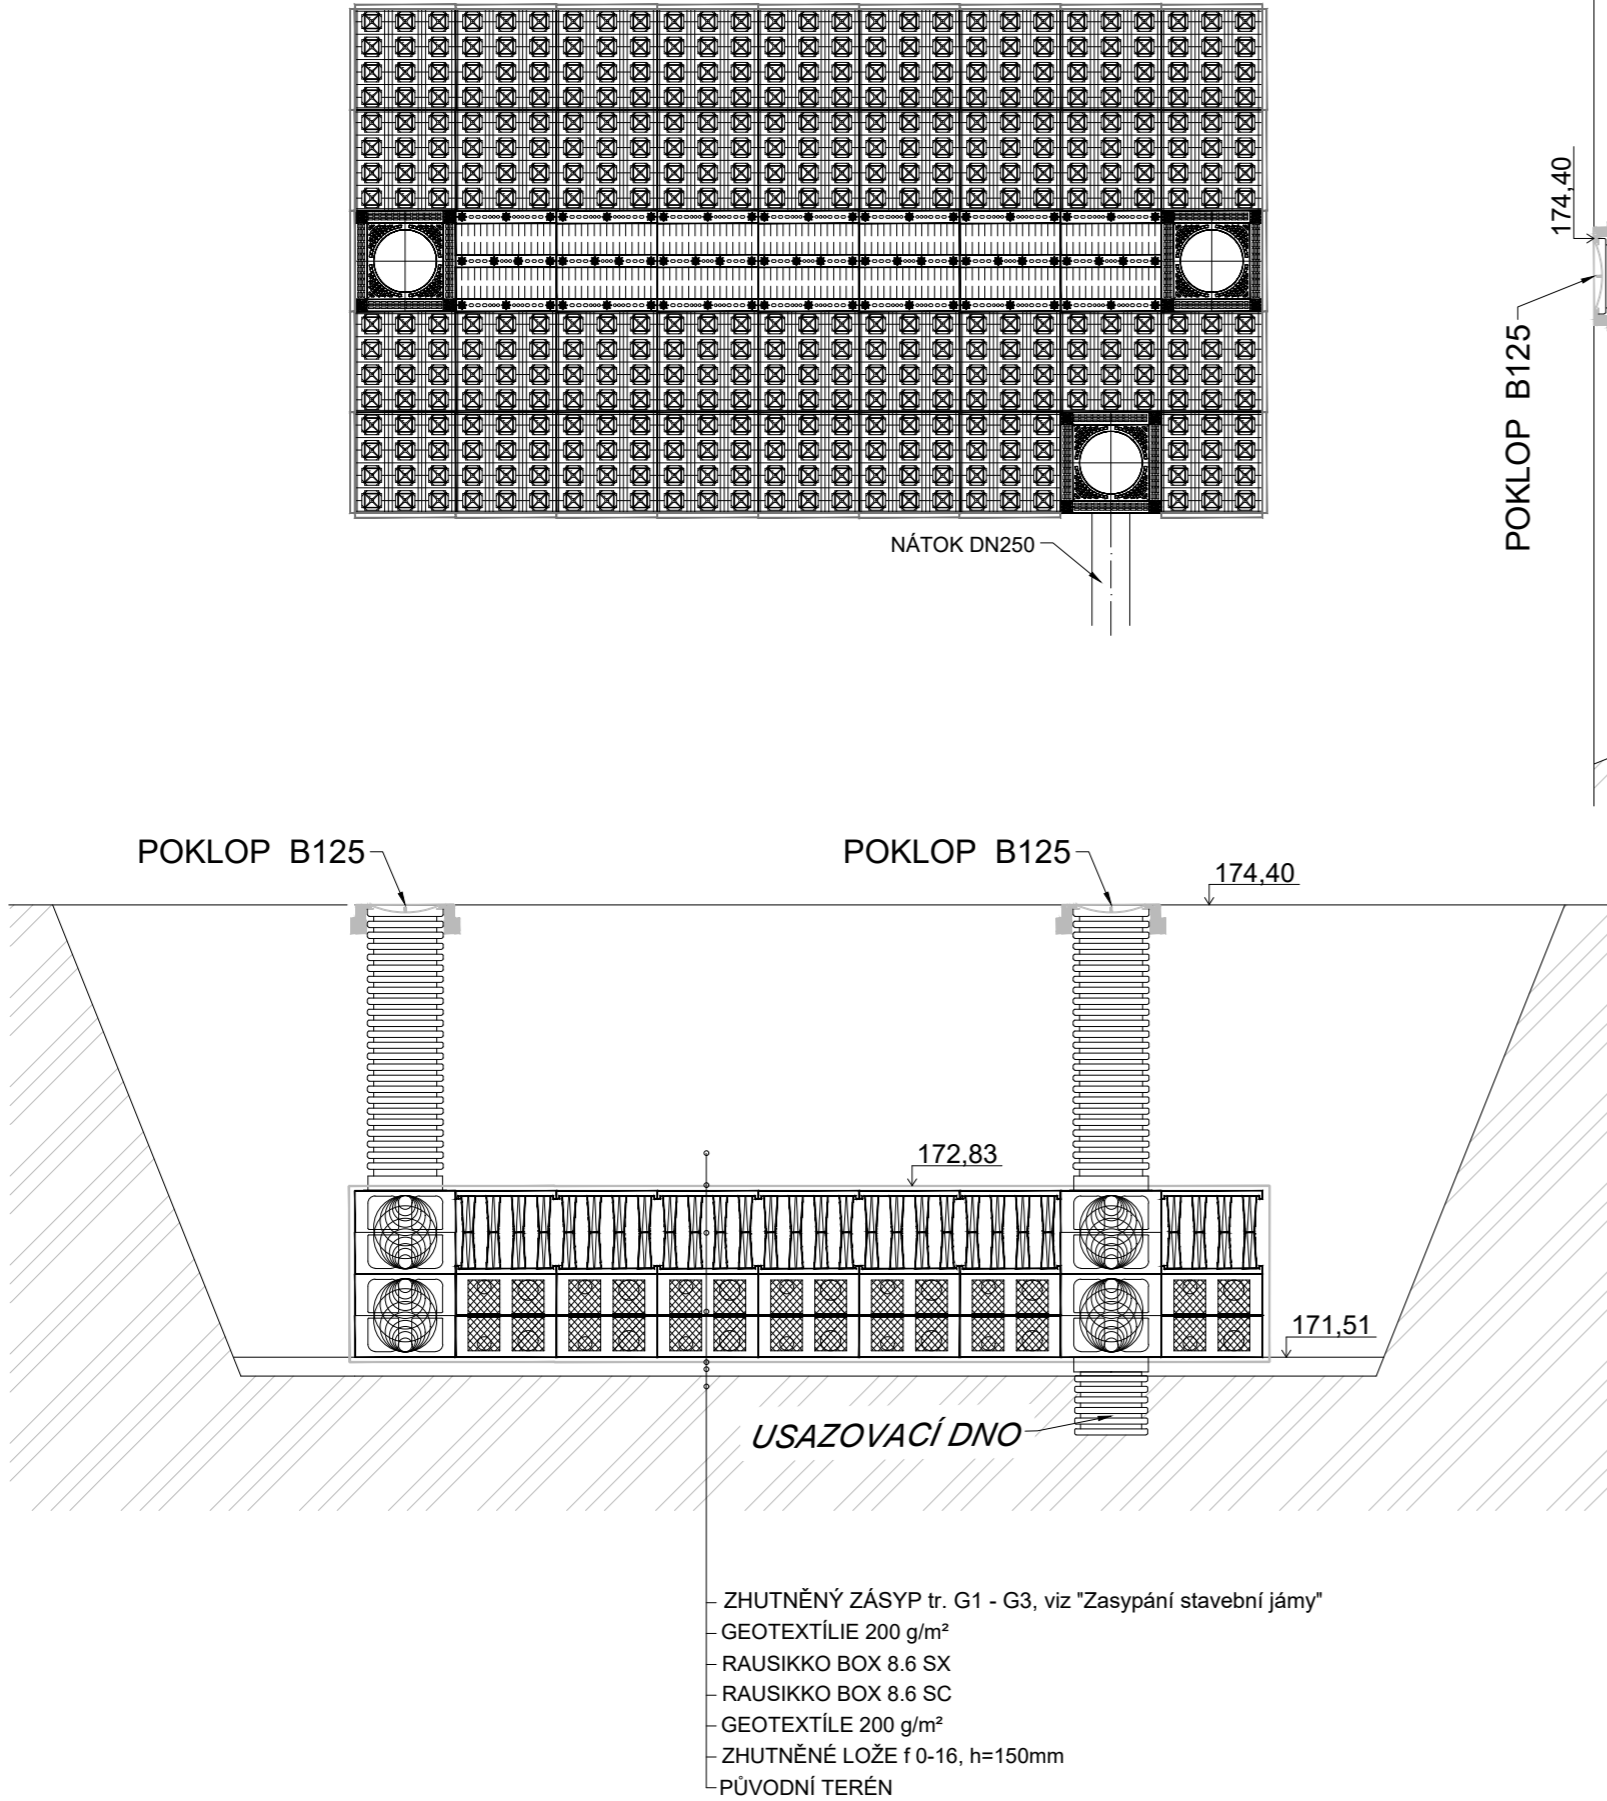 NÁTOK DN250
174,40
POKLOP B125
POKLOP B125
POKLOP B125
174,40
172,83
171,51
USAZOVACÍ DNO
ZHUTNĚNÝ ZÁSYP tr. G1 - G3, viz "Zasypání stavební jámy"
GEOTEXTÍLIE 200 g/m²
RAUSIKKO BOX 8.6 SX
RAUSIKKO BOX 8.6 SC
GEOTEXTÍLE 200 g/m²
ZHUTNĚNÉ LOŽE f 0-16, h=150mm
PŮVODNÍ TERÉN